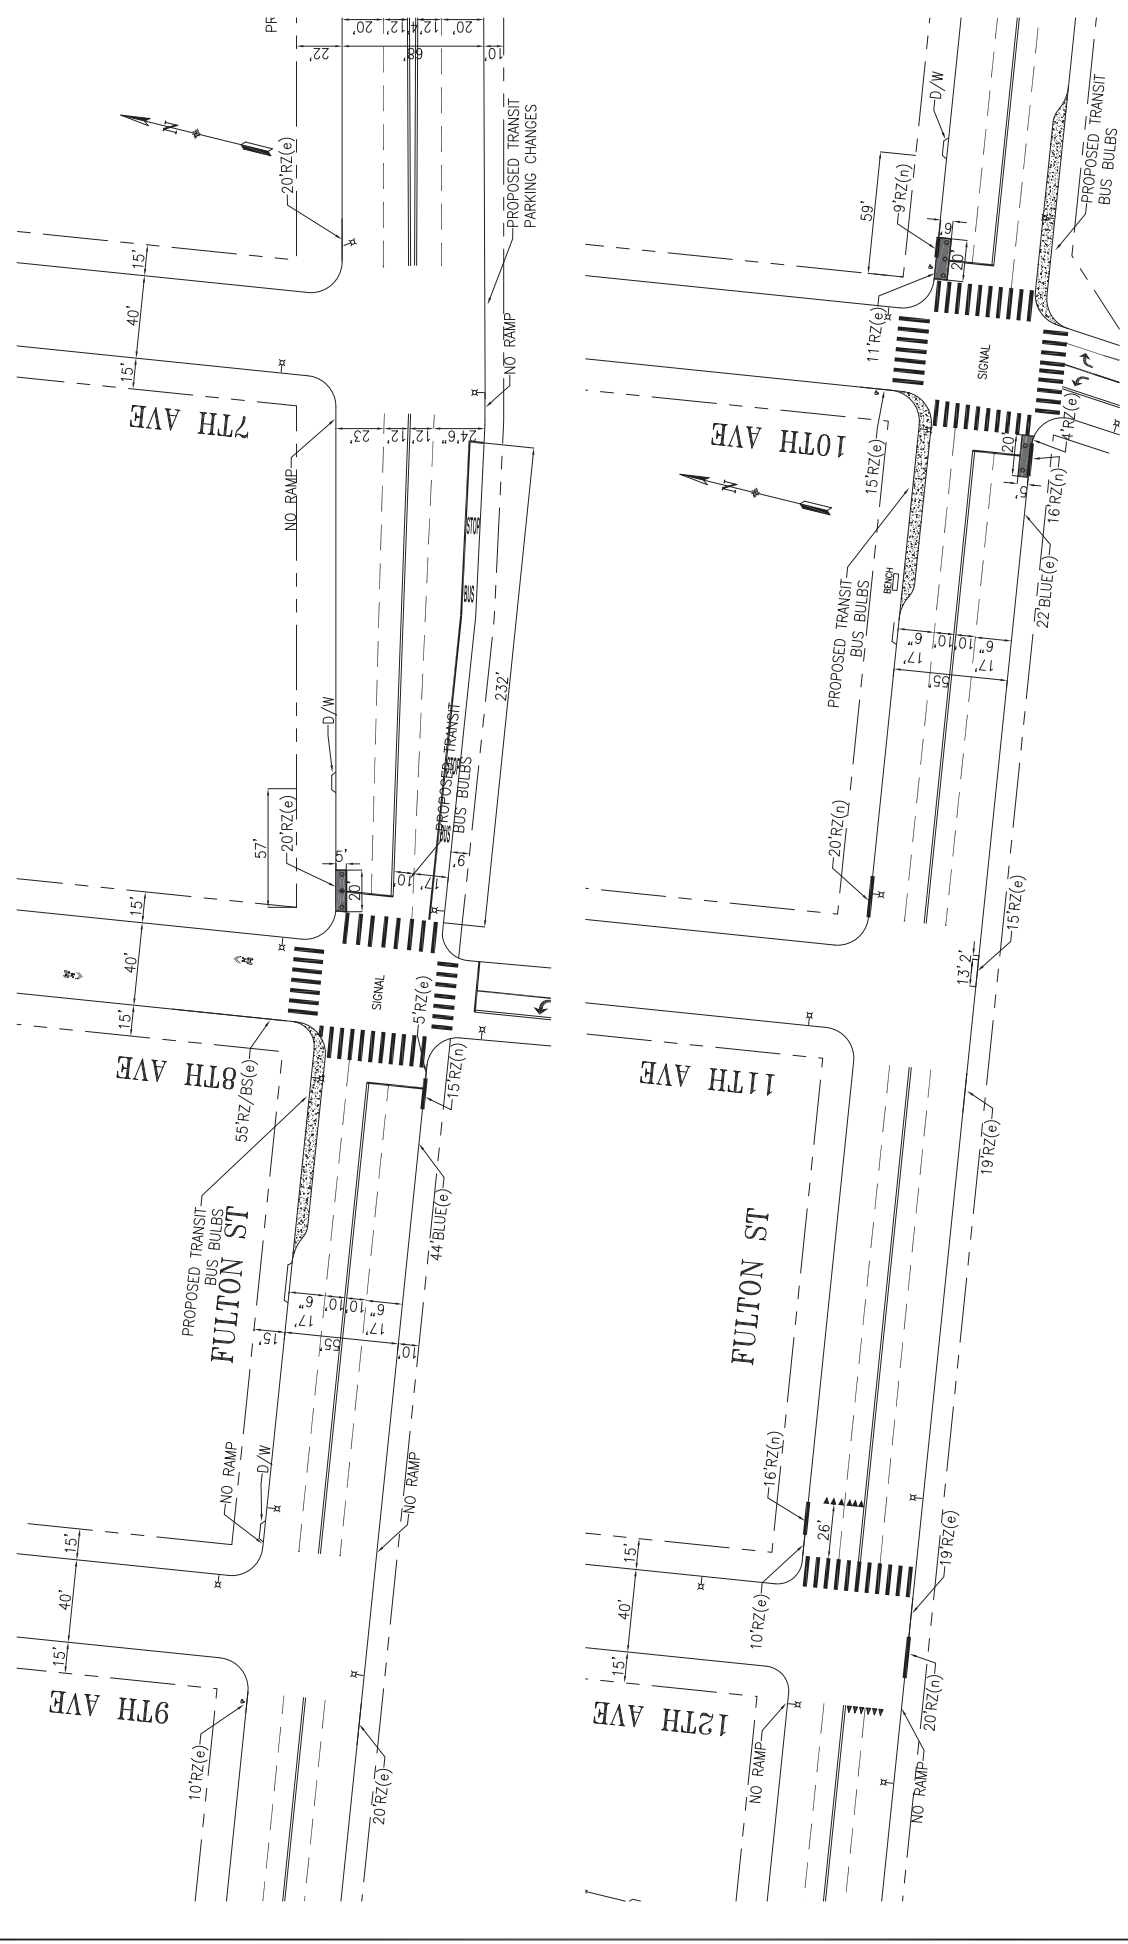 PR
22'
20'
12'
4'
12'
20'
68'
10'
N
20'RZ(e)
PROPOSED TRANSIT
PARKING CHANGES
15'
40'
15'
NO RAMP
7TH AVE
23'
12'
12'
24'6"
NO RAMP
STOP
BUS
232'
D/W
PROPOSED TRANSIT
BUS BULBS
57'
20'RZ(e)
6'
20'
10'
17'
9'
15'
40'
15'
SIGNAL
5'RZ(e)
15'RZ(n)
8TH AVE
55'RZ/BS(e)
44'BLUE(e)
PROPOSED TRANSIT
BUS BULBS
FULTON ST
17'
6"
10'
10'
17'
6"
15'
55'
10'
NO RAMP
D/W
NO RAMP
15'
40'
15'
9TH AVE
10'RZ(e)
20'RZ(e)
D/W
PROPOSED TRANSIT
BUS BULBS
59'
9'RZ(n)
6'
20'
11'RZ(e)
SIGNAL
10TH AVE
4'RZ(e)
20'
6'
16'RZ(n)
15'RZ(e)
N
22'BLUE(e)
BENCH
PROPOSED TRANSIT
BUS BULBS
17'
6"
10'
10'
17'
6"
55'
20'RZ(n)
15'RZ(e)
13'
2'
11TH AVE
19'RZ(e)
FULTON ST
16'RZ(n)
26'
15'
40'
15'
10'RZ(e)
19'RZ(e)
12TH AVE
20'RZ(n)
NO RAMP
NO RAMP